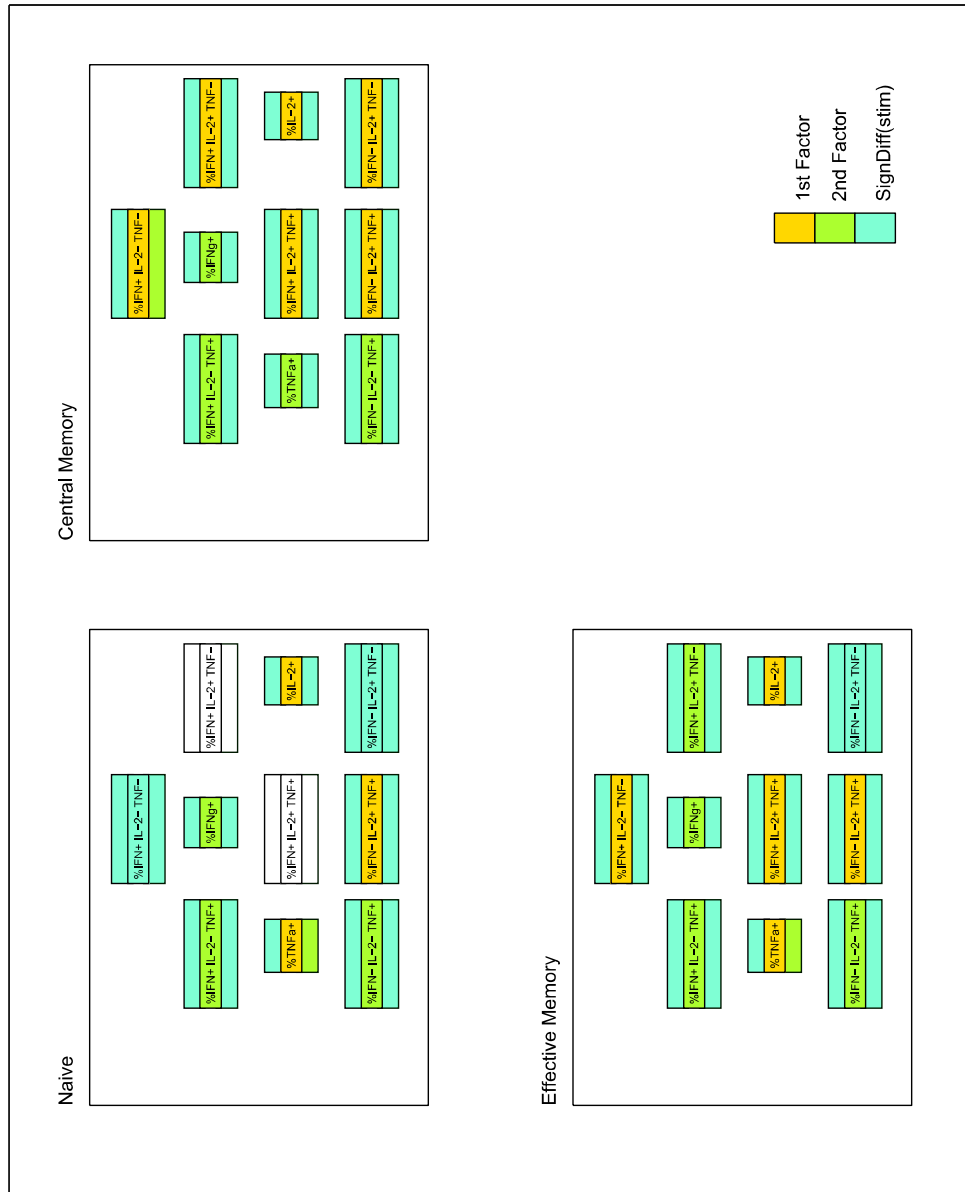 Naive
%IFN+ IL-2- TNF-
%IFN+ IL-2- TNF+
%IFNg+
%IFN+ IL-2+ TNF-
%TNFa+
%IFN+ IL-2+ TNF+
%IL-2+
%IFN- IL-2- TNF+
%IFN- IL-2+ TNF+
%IFN- IL-2+ TNF-
Central Memory
%IFN+ IL-2- TNF-
%IFN+ IL-2- TNF+
%IFNg+
%IFN+ IL-2+ TNF-
%TNFa+
%IFN+ IL-2+ TNF+
%IL-2+
%IFN- IL-2- TNF+
%IFN- IL-2+ TNF+
%IFN- IL-2+ TNF-
Effective Memory
%IFN+ IL-2- TNF-
%IFN+ IL-2- TNF+
%IFNg+
%IFN+ IL-2+ TNF-
%TNFa+
%IFN+ IL-2+ TNF+
%IL-2+
%IFN- IL-2- TNF+
%IFN- IL-2+ TNF+
%IFN- IL-2+ TNF-
1st Factor
2nd Factor
SignDiff(stim)